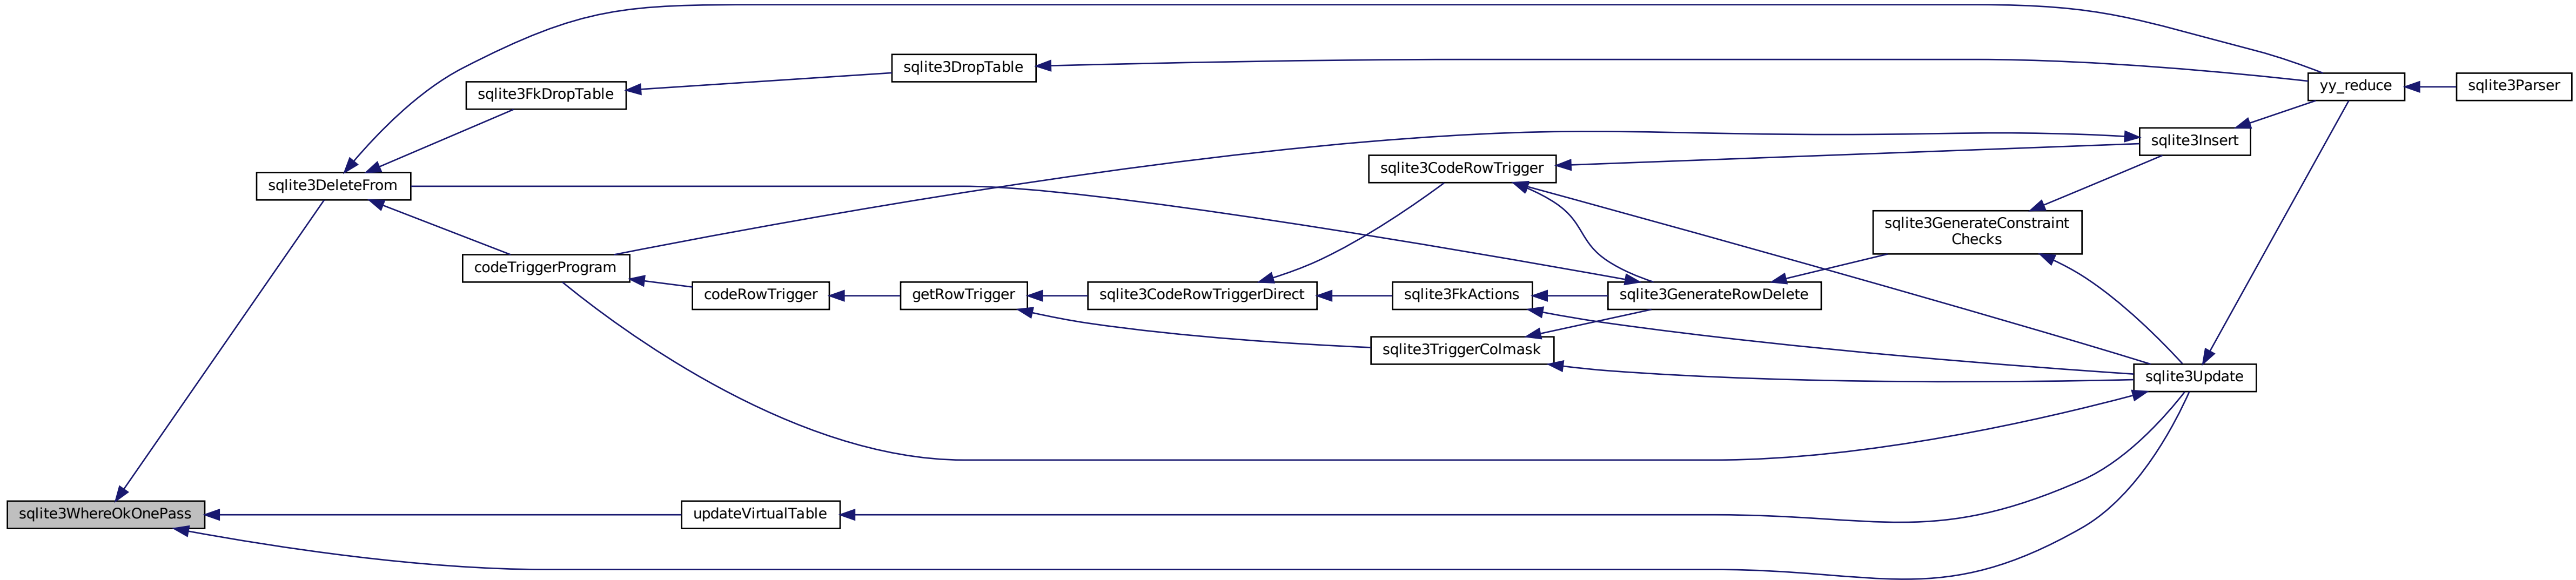 sqlite3DropTable
yy_reduce
sqlite3Parser
sqlite3FkDropTable
sqlite3Insert
sqlite3CodeRowTrigger
sqlite3DeleteFrom
sqlite3GenerateConstraint
Checks
codeTriggerProgram
codeRowTrigger
getRowTrigger
sqlite3CodeRowTriggerDirect
sqlite3FkActions
sqlite3GenerateRowDelete
sqlite3TriggerColmask
sqlite3Update
sqlite3WhereOkOnePass
updateVirtualTable